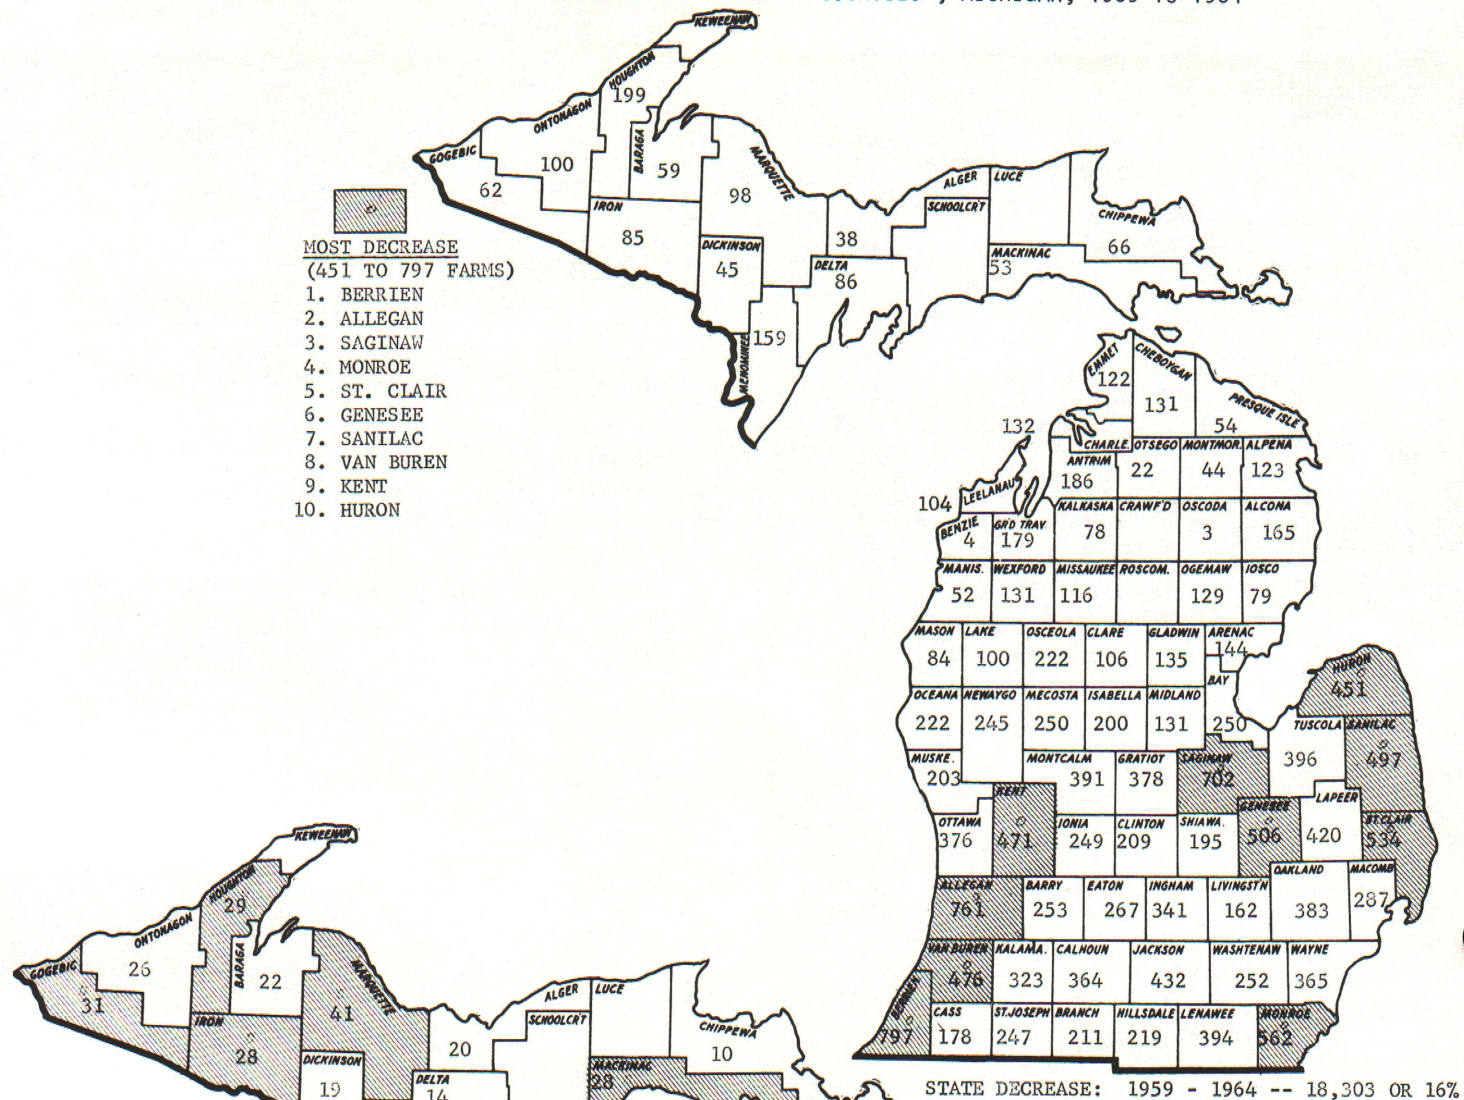 , MICHIGAN, 1959 TO 1964
KEWEENAW
HOUGHTON
199
ONTONAGON
100
GOGEBIC
62
BARAGA
59
MARQUETTE
98
IRON
85
DICKINSON
45
MENOMINEE
159
38
DELTA
86
ALGER
LUCE
SCHOOLCR'T
MACKINAC
53
CHIPPEWA
66
MOST DECREASE
(451 TO 797 FARMS)
1. BERRIEN
2. ALLEGAN
3. SAGINAW
4. MONROE
5. ST. CLAIR
6. GENESEE
7. SANILAC
8. VAN BUREN
9. KENT
10. HURON
EMMET
122
CHEBOYGAN
131
PRESQUE ISLE
54
132
CHARLE. OTSEGO MONTMOR. ALPENA
22 44 123
ANTRIM
186
104
LEELANAU
BENZIE
4
GR'D TRAV.
179
KALKASKA CRAWF'D OSCODA ALCONA
78 3 165
MANIS. WEXFORD MISSAUKEE ROSCOM. OGEMAW IOSCO
52 131 116 129 79
MASON LAKE OSCEOLA CLARE GLADWIN ARENAC
84 100 222 106 135 144
BAY
250
OCEANA NEWAYGO MECOSTA ISABELLA MIDLAND
222 245 250 200 131
HURON
451
TUSCOLA SANILAC
396 497
MUSKE. MONTCALM GRATIOT SAGINAW
203 391 378 702
KENT
471
GENESEE
506
LAPEER
420
ST.CLAIR
534
OTTAWA IONIA CLINTON SHIAWA.
376 249 209 195
OAKLAND MACOMB
383 287
ALLEGAN BARRY EATON INGHAM LIVINGST'N
761 253 267 341 162
VAN BUREN KALAMA. CALHOUN JACKSON WASHTENAW WAYNE
476 323 364 432 252 365
BERRIEN
797
CASS ST.JOSEPH BRANCH HILLSDALE LENAWEE MONROE
178 247 211 219 394 562
STATE DECREASE: 1959 - 1964 -- 18,303 OR 16%
KEWEENAW
HOUGHTON
29
ONTONAGON
26
GOGEBIC
31
BARAGA
22
MARQUETTE
41
IRON
28
DICKINSON
19
20
DELTA
14
ALGER
LUCE
SCHOOLCR'T
MACKINAC
28
CHIPPEWA
10